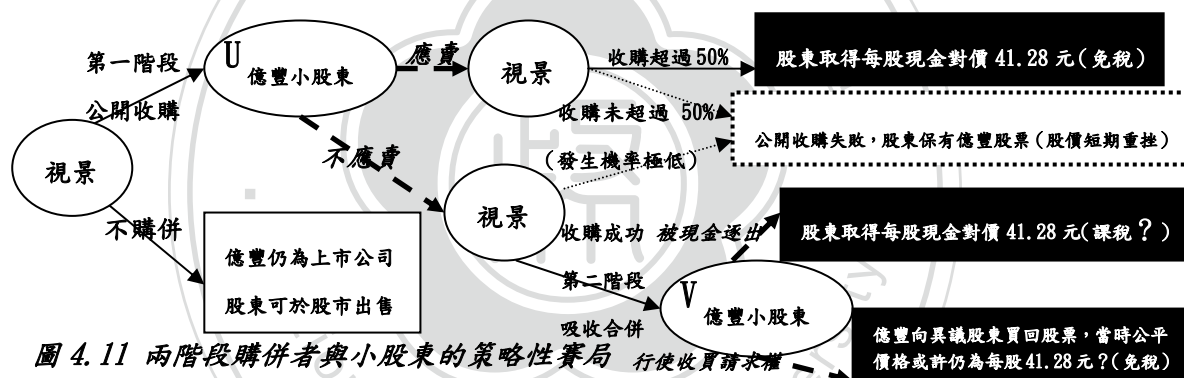 第一階段
公開收購
視景
不購併
億豐仍為上市公司
股東可於股市出售
U
億豐小股東
應賣
不應賣
視景
收購超過50%
收購未超過 50%
(發生機率極低)
視景
收購成功 被現金逐出
第二階段
吸收合併
V
億豐小股東
行使收買請求權
股東取得每股現金對價 41.28 元(免稅)
公開收購失敗,股東保有億豐股票(股價短期重挫)
股東取得每股現金對價 41.28 元(課稅?)
億豐向異議股東買回股票,當時公平
價格或許仍為每股 41.28 元?(免稅)
圖 4.11 兩階段購併者與小股東的策略性賽局